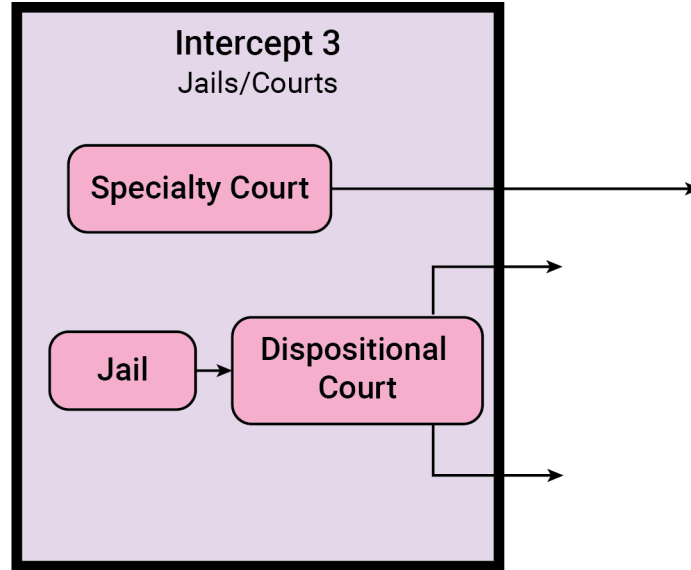 Intercept 3
Jails/Courts
Specialty Court
Jail
Dispositional
Court